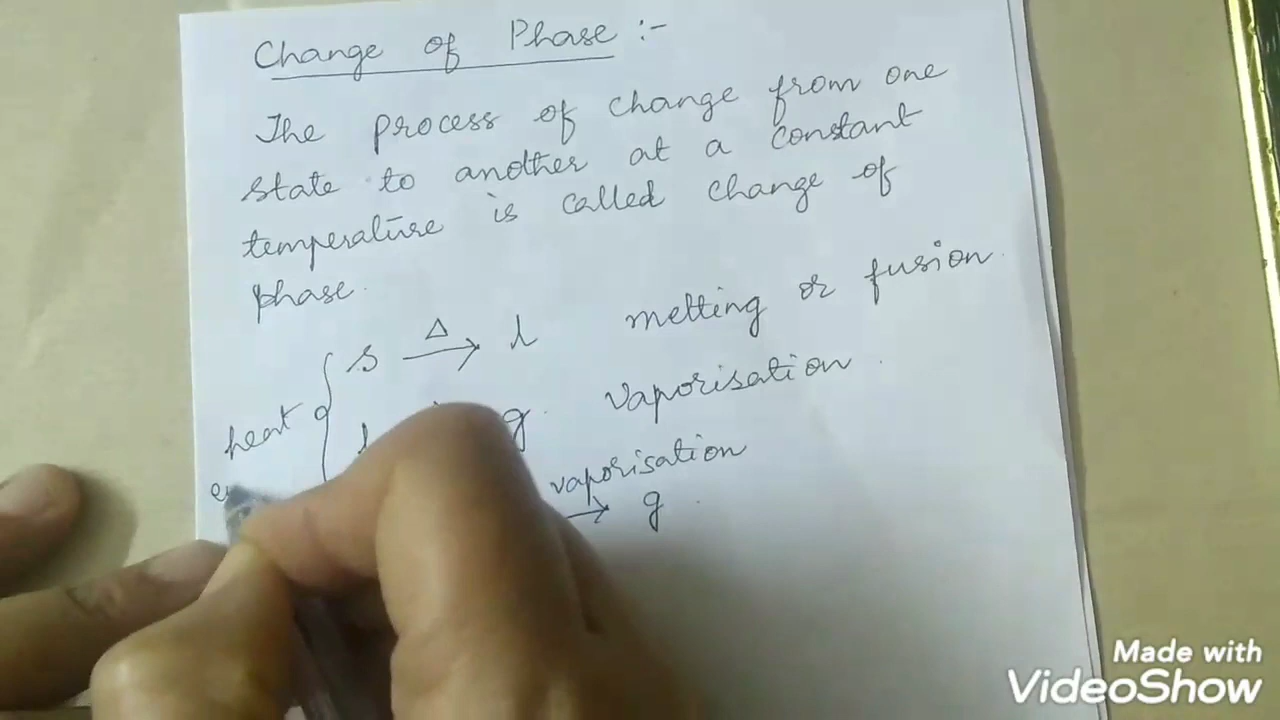 Change of Phase :-
The process of change from one
state to another at a constant
temperature is called change of
phase.
s Δ→ l melting or fusion.
heat { l g. vaporisation.
vaporisation
→ g.
Made with
VideoShow